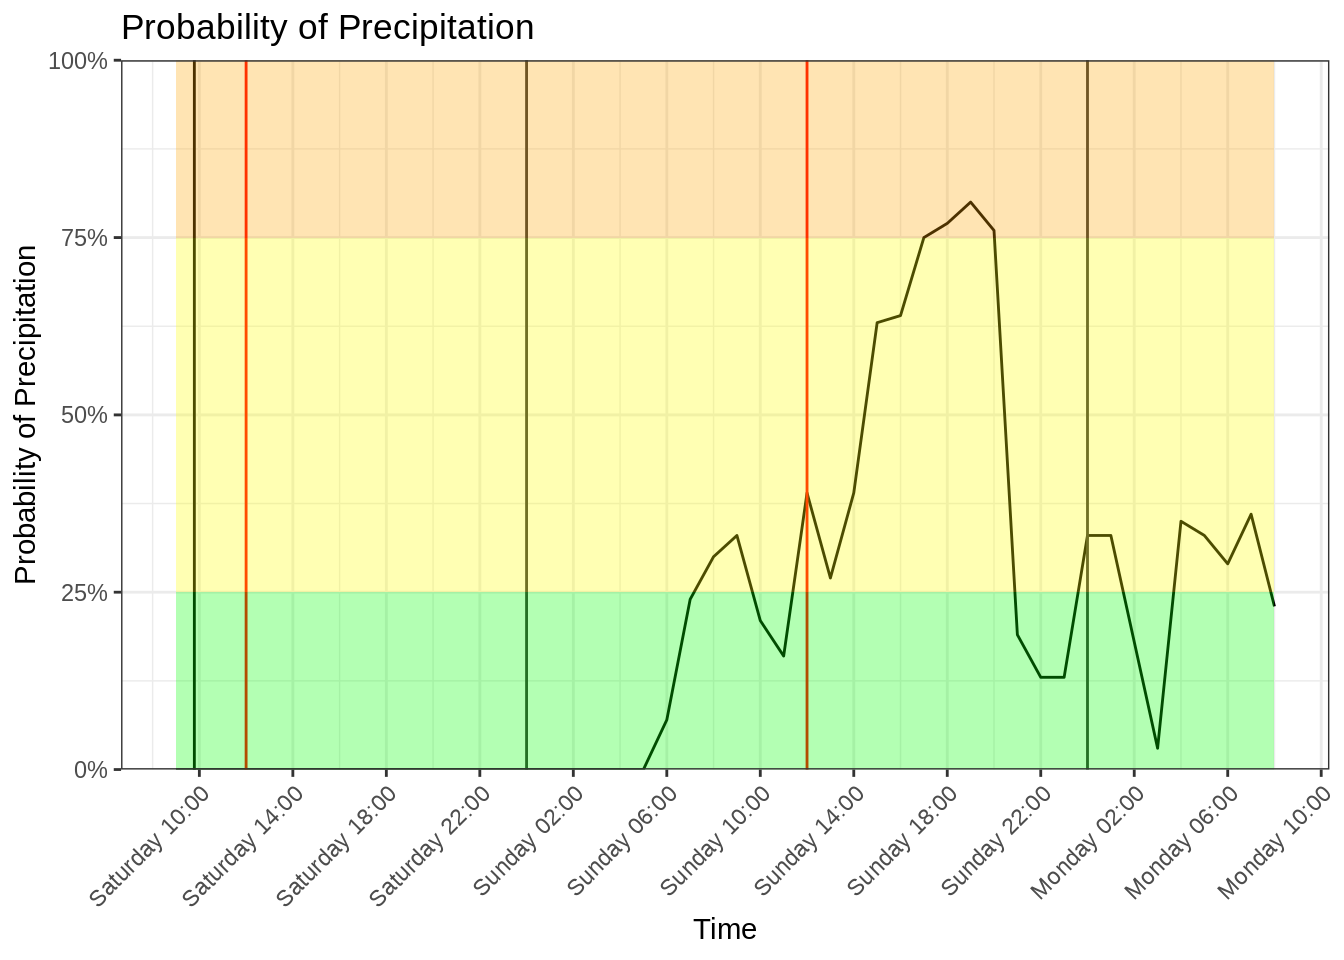 Probability of Precipitation
Probability of Precipitation
100%
75%
50%
25%
0%
Saturday 10:00
Saturday 14:00
Saturday 18:00
Saturday 22:00
Sunday 02:00
Sunday 06:00
Sunday 10:00
Sunday 14:00
Sunday 18:00
Sunday 22:00
Monday 02:00
Monday 06:00
Monday 10:00
Time